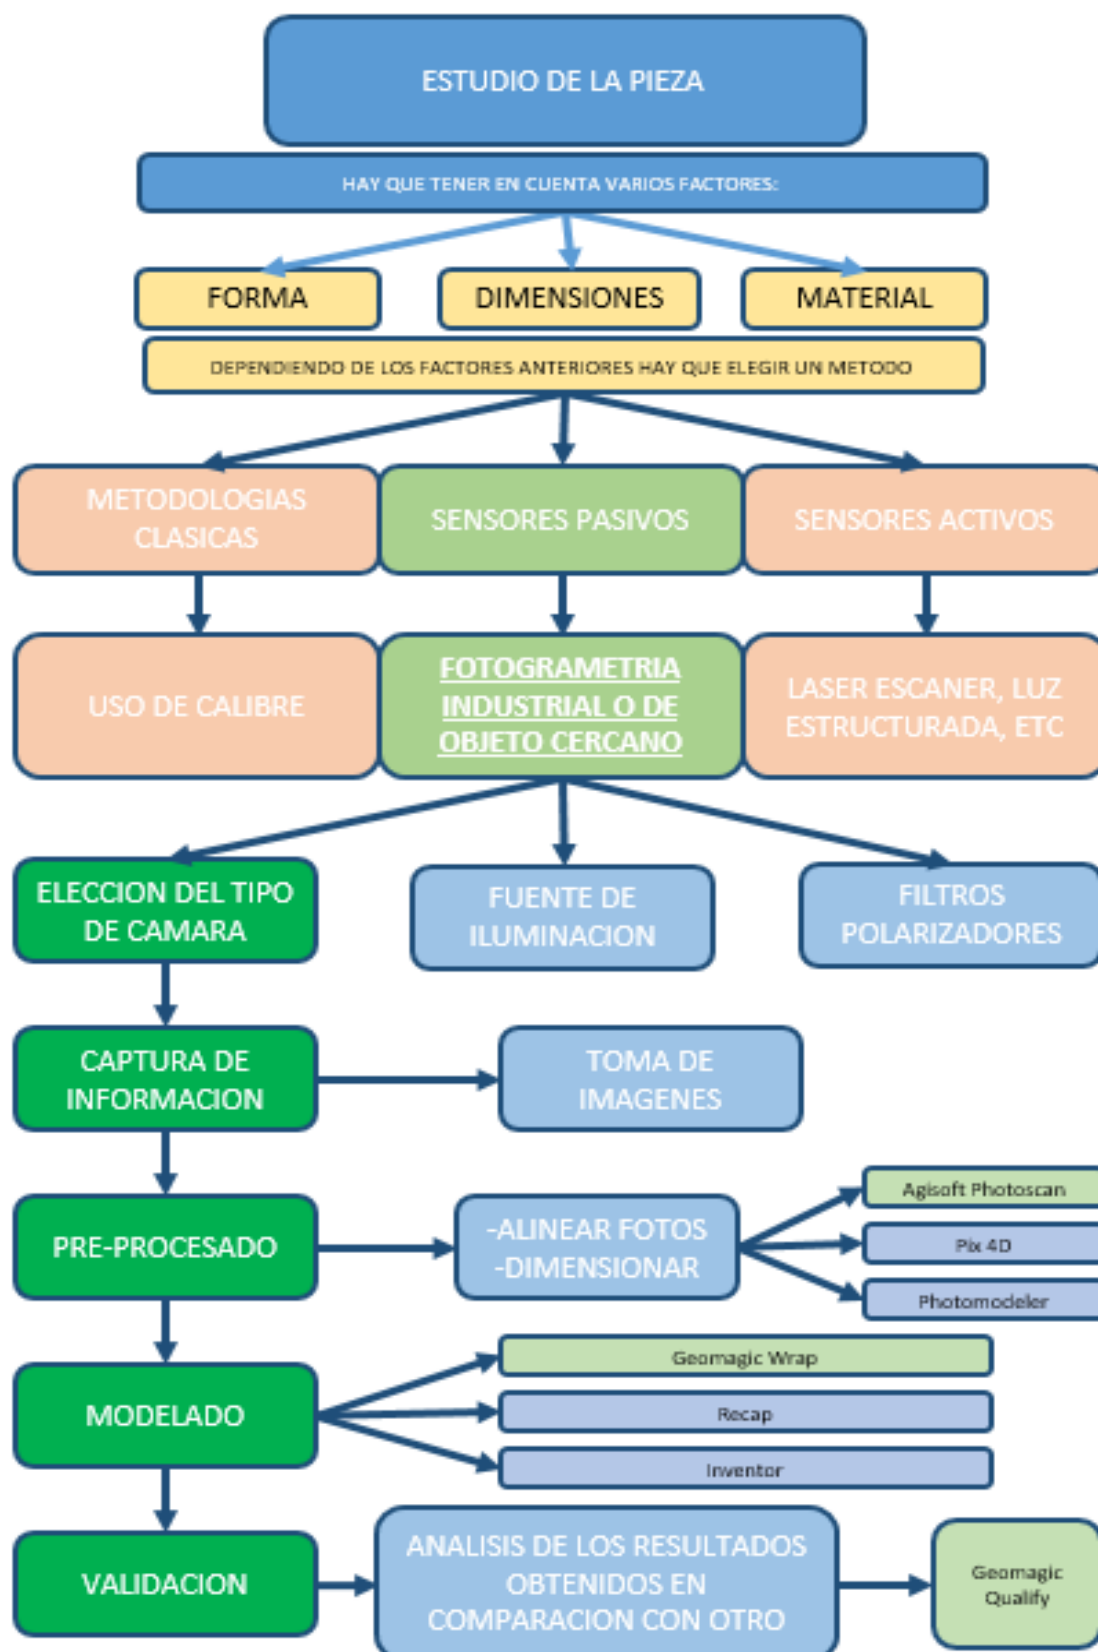 ESTUDIO DE LA PIEZA
HAY QUE TENER EN CUENTA VARIOS FACTORES:
FORMA
DIMENSIONES
MATERIAL
DEPENDIENDO DE LOS FACTORES ANTERIORES HAY QUE ELEGIR UN METODO
METODOLOGIAS
CLASICAS
SENSORES PASIVOS
SENSORES ACTIVOS
USO DE CALIBRE
FOTOGRAMETRIA
INDUSTRIAL O DE
OBJETO CERCANO
LASER ESCANER, LUZ
ESTRUCTURADA, ETC
ELECCION DEL TIPO
DE CAMARA
FUENTE DE
ILUMINACION
FILTROS
POLARIZADORES
CAPTURA DE
INFORMACION
TOMA DE
IMAGENES
PRE-PROCESADO
-ALINEAR FOTOS
-DIMENSIONAR
Agisoft Photoscan
Pix 4D
Photomodeler
MODELADO
Geomagic Wrap
Recap
Inventor
VALIDACION
ANALISIS DE LOS RESULTADOS
OBTENIDOS EN
COMPARACION CON OTRO
Geomagic
Qualify